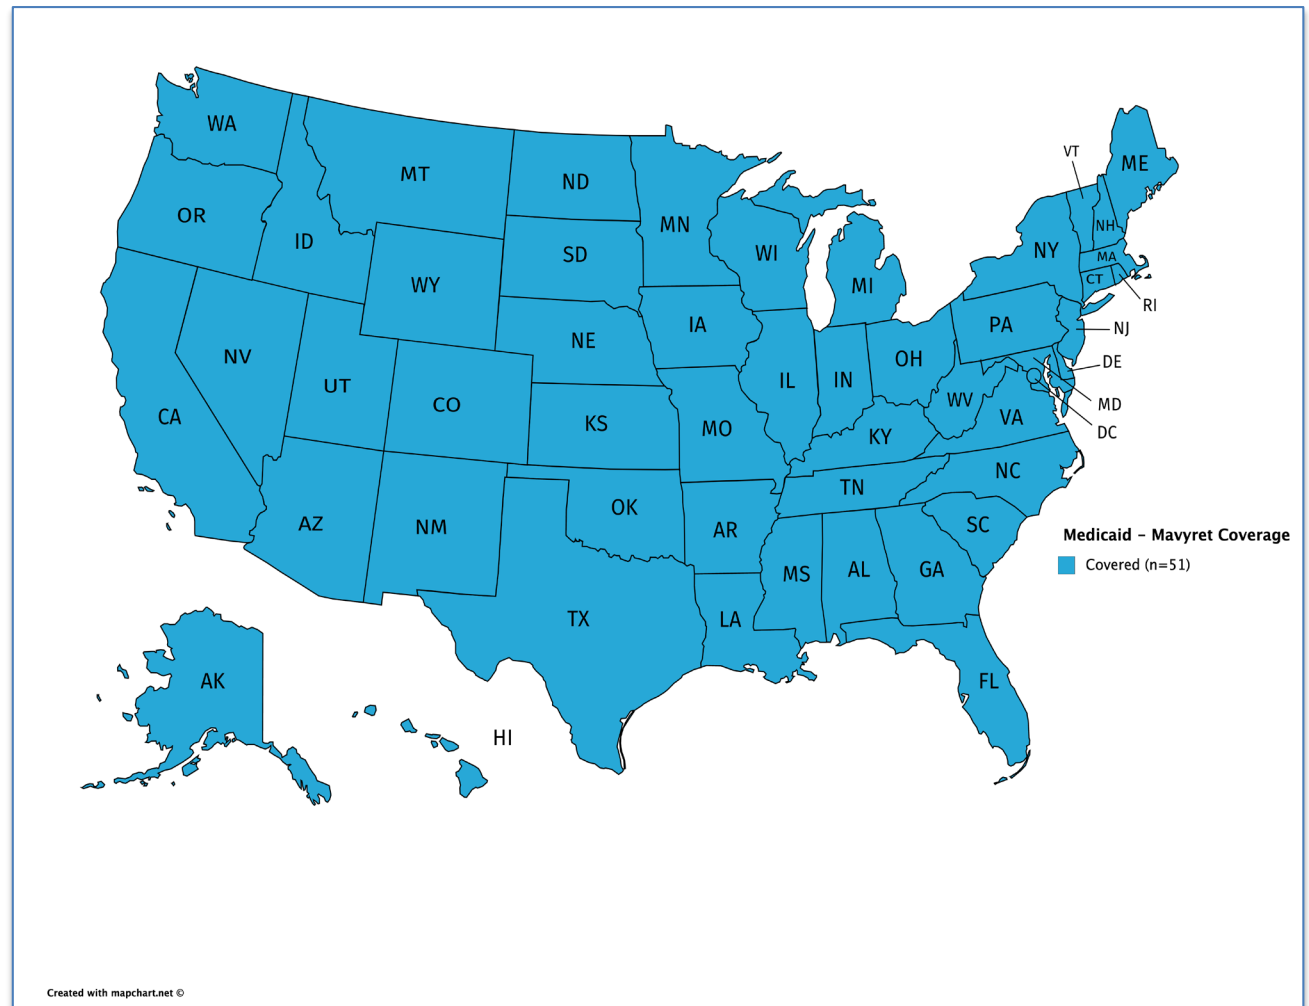 WA
MT
ND
MN
VT
ME
OR
ID
SD
WI
NY
NH
MA
WY
MI
CT
RI
IA
PA
NJ
NE
NV
UT
CO
IL
IN
OH
DE
WV
MD
CA
KS
MO
KY
VA
DC
NC
TN
AZ
NM
OK
AR
SC
Medicaid – Mavyret Coverage
Covered (n=51)
MS
AL
GA
TX
LA
AK
HI
FL
Created with mapchart.net ©